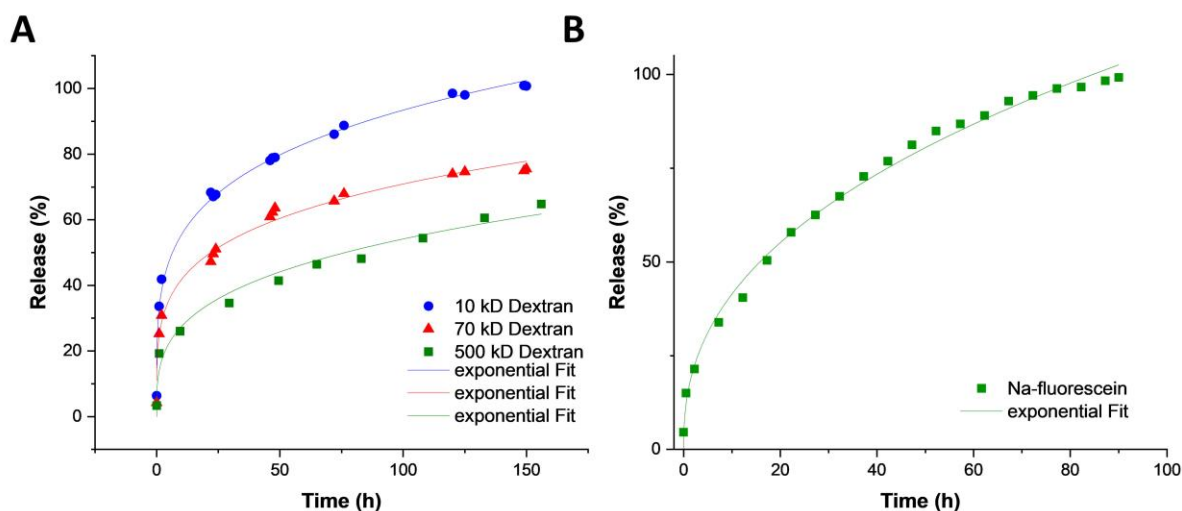 A
B
Release (%)
100
80
60
40
20
0
10 kD Dextran
70 kD Dextran
500 kD Dextran
exponential Fit
exponential Fit
exponential Fit
0
50
100
150
Time (h)
Release (%)
100
50
0
Na-fluorescein
exponential Fit
0
20
40
60
80
100
Time (h)